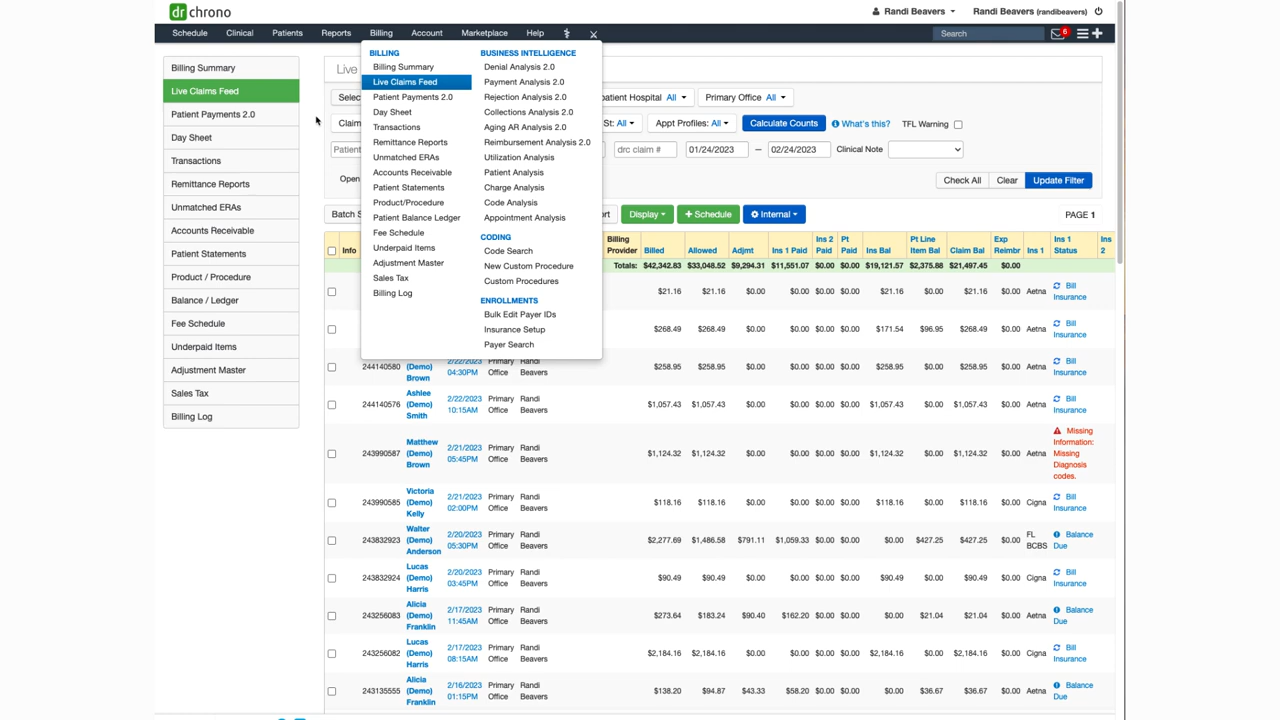 drchrono
Randi Beavers
Randi Beavers (randibeavers)
Schedule Clinical Patients Reports Billing Account Marketplace Help
Search
6
Billing Summary
Live Claims Feed
Patient Payments 2.0
Day Sheet
Transactions
Remittance Reports
Unmatched ERAs
Accounts Receivable
Patient Statements
Product / Procedure
Balance / Ledger
Fee Schedule
Underpaid Items
Adjustment Master
Sales Tax
Billing Log
BILLING
Billing Summary
Live Claims Feed
Patient Payments 2.0
Day Sheet
Transactions
Remittance Reports
Unmatched ERAs
Accounts Receivable
Patient Statements
Product/Procedure
Patient Balance Ledger
Fee Schedule
Underpaid Items
Adjustment Master
Sales Tax
Billing Log
BUSINESS INTELLIGENCE
Denial Analysis 2.0
Payment Analysis 2.0
Rejection Analysis 2.0
Collections Analysis 2.0
Aging AR Analysis 2.0
Reimbursement Analysis 2.0
Utilization Analysis
Patient Analysis
Charge Analysis
Code Analysis
Appointment Analysis
CODING
Code Search
New Custom Procedure
Custom Procedures
ENROLLMENTS
Bulk Edit Payer IDs
Insurance Setup
Payer Search
Live
Selec patient Hospital All Primary Office All
Claim St: All Appt Profiles: All Calculate Counts What's this? TFL Warning
Patient drc claim # 01/24/2023 – 02/24/2023 Clinical Note
Open
Check All Clear Update Filter
Batch S rt Display + Schedule Internal PAGE 1
Info Billing Provider Billed Allowed Adjmt Ins 1 Paid Ins 2 Paid Pt Paid Ins Bal Pt Line Item Bal Claim Bal Exp Reimbr Ins 1 Ins 1 Status Ins 2
Totals: $42,342.83 $33,048.52 $9,294.31 $11,551.07 $0.00 $0.00 $19,121.57 $2,375.88 $21,497.45 $0.00
$21.16 $21.16 $0.00 $0.00 $0.00 $0.00 $21.16 $0.00 $21.16 $0.00 Aetna Bill Insurance
$268.49 $268.49 $0.00 $0.00 $0.00 $0.00 $171.54 $96.95 $268.49 $0.00 Aetna Bill Insurance
244140580 (Demo) Brown 2/22/2023 04:30PM Primary Office Randi Beavers $258.95 $258.95 $0.00 $0.00 $0.00 $0.00 $258.95 $0.00 $258.95 $0.00 Aetna Bill Insurance
244140576 Ashlee (Demo) Smith 2/22/2023 10:15AM Primary Office Randi Beavers $1,057.43 $1,057.43 $0.00 $0.00 $0.00 $0.00 $1,057.43 $0.00 $1,057.43 $0.00 Aetna Bill Insurance
243990587 Matthew (Demo) Brown 2/21/2023 05:45PM Primary Office Randi Beavers $1,124.32 $1,124.32 $0.00 $0.00 $0.00 $0.00 $1,124.32 $0.00 $1,124.32 $0.00 Aetna Missing Information: Missing Diagnosis codes.
243990585 Victoria (Demo) Kelly 2/21/2023 02:00PM Primary Office Randi Beavers $118.16 $118.16 $0.00 $0.00 $0.00 $0.00 $118.16 $0.00 $118.16 $0.00 Cigna Bill Insurance
243832923 Walter (Demo) Anderson 2/20/2023 05:30PM Primary Office Randi Beavers $2,277.69 $1,486.58 $791.11 $1,059.33 $0.00 $0.00 $0.00 $427.25 $427.25 $0.00 FL BCBS Balance Due
243832924 Lucas (Demo) Harris 2/20/2023 03:45PM Primary Office Randi Beavers $90.49 $90.49 $0.00 $0.00 $0.00 $0.00 $90.49 $0.00 $90.49 $0.00 Cigna Bill Insurance
243256083 Alicia (Demo) Franklin 2/17/2023 11:45AM Primary Office Randi Beavers $273.64 $183.24 $90.40 $162.20 $0.00 $0.00 $0.00 $21.04 $21.04 $0.00 Aetna Balance Due
243256082 Lucas (Demo) Harris 2/17/2023 08:15AM Primary Office Randi Beavers $2,184.16 $2,184.16 $0.00 $0.00 $0.00 $0.00 $2,184.16 $0.00 $2,184.16 $0.00 Cigna Bill Insurance
243135555 Alicia (Demo) Franklin 2/16/2023 01:15PM Primary Office Randi Beavers $138.20 $94.87 $43.33 $58.20 $0.00 $0.00 $0.00 $36.67 $36.67 $0.00 Aetna Balance Due